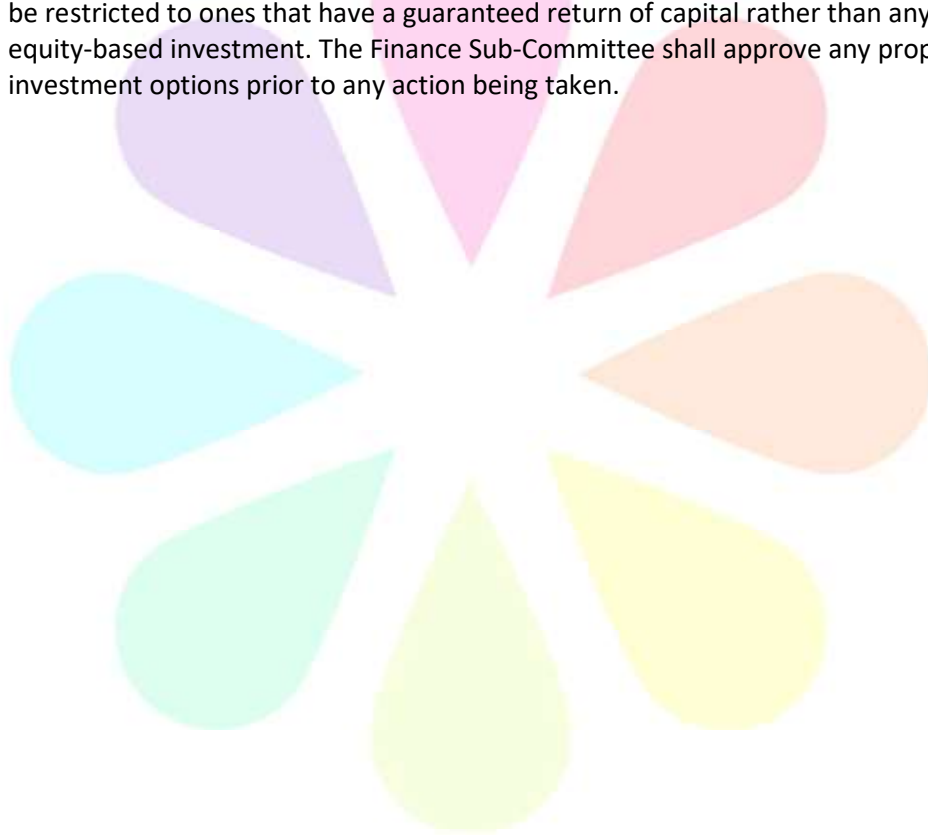 be restricted to ones that have a guaranteed return of capital rather than any
equity-based investment. The Finance Sub-Committee shall approve any prop
investment options prior to any action being taken.